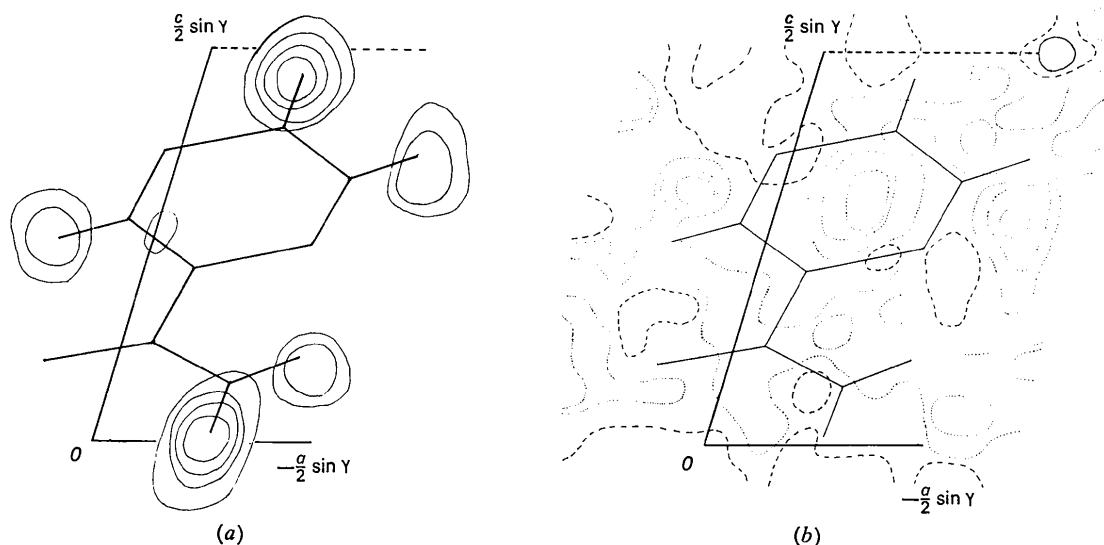 c/2 sin Y
O
—a/2 sin Y
(a)
c/2 sin Y
O
—a/2 sin Y
(b)